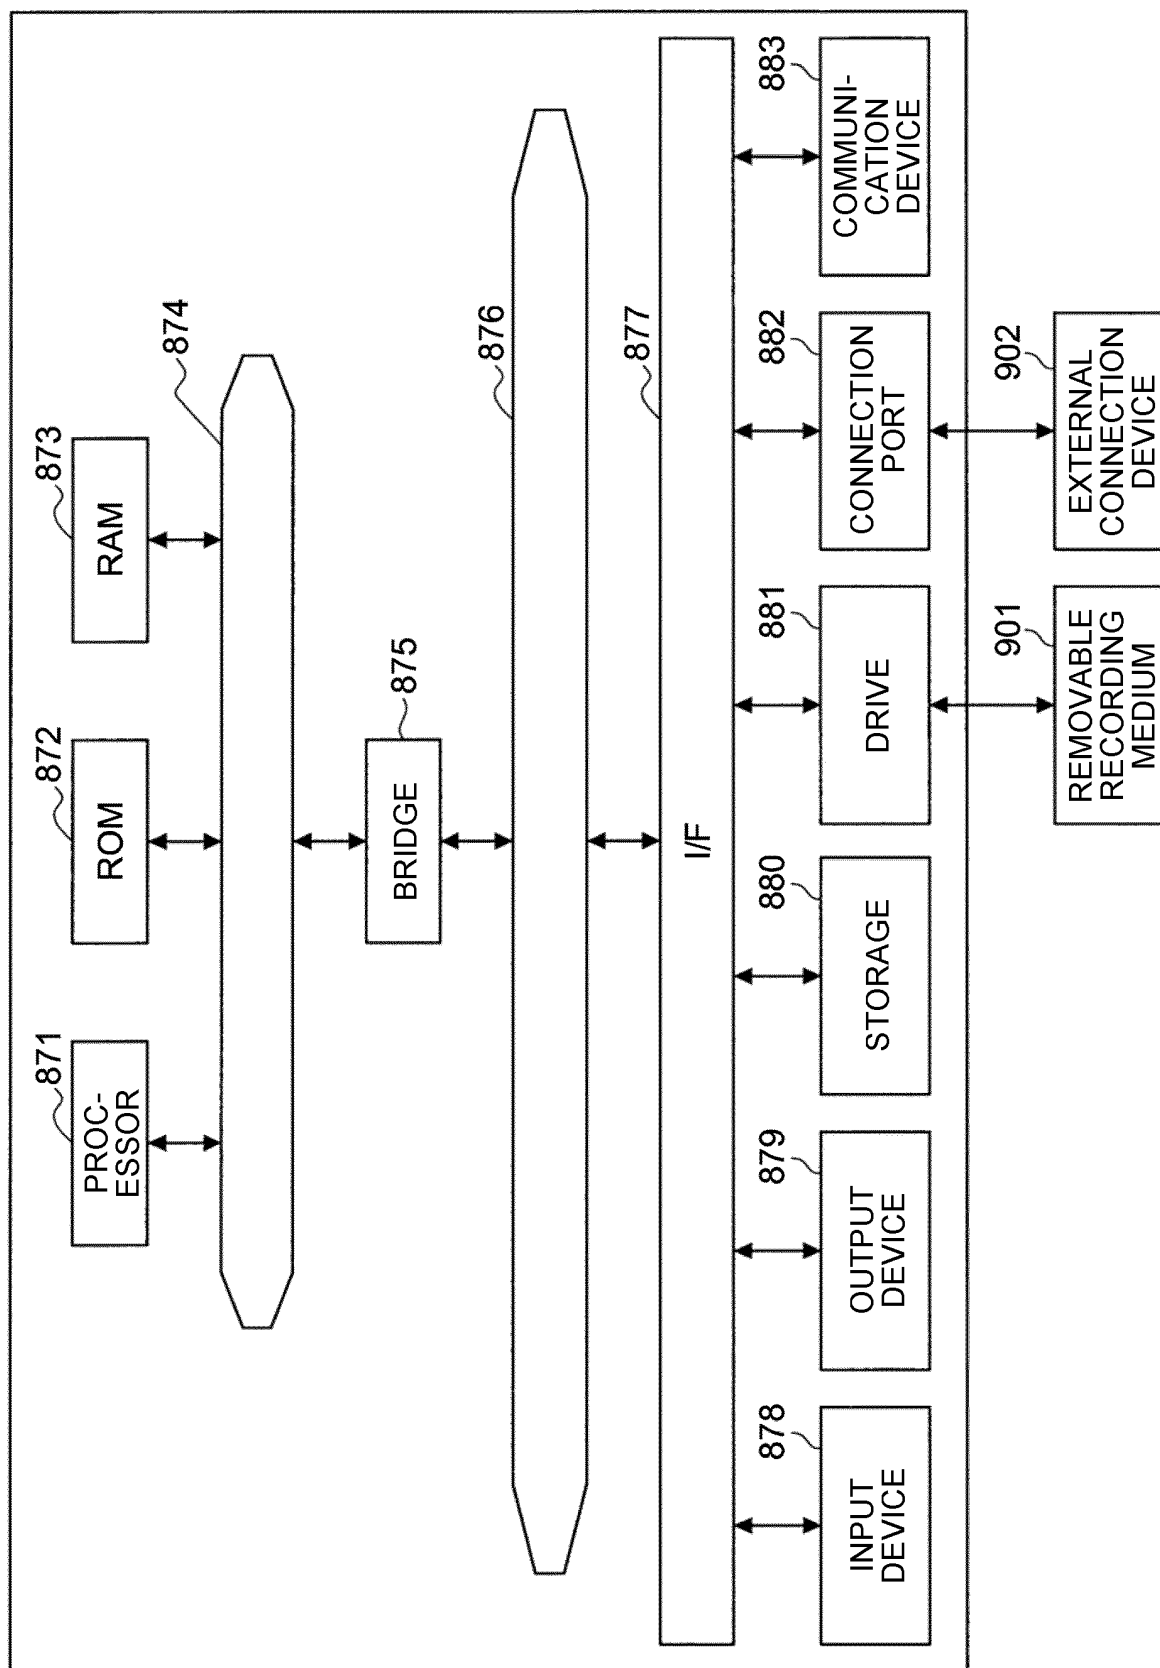 871
PROC-
ESSOR
872
ROM
873
RAM
874
875
BRIDGE
876
877
I/F
878
INPUT
DEVICE
879
OUTPUT
DEVICE
880
STORAGE
881
DRIVE
882
CONNECTION
PORT
883
COMMUNI-
CATION
DEVICE
901
REMOVABLE
RECORDING
MEDIUM
902
EXTERNAL
CONNECTION
DEVICE